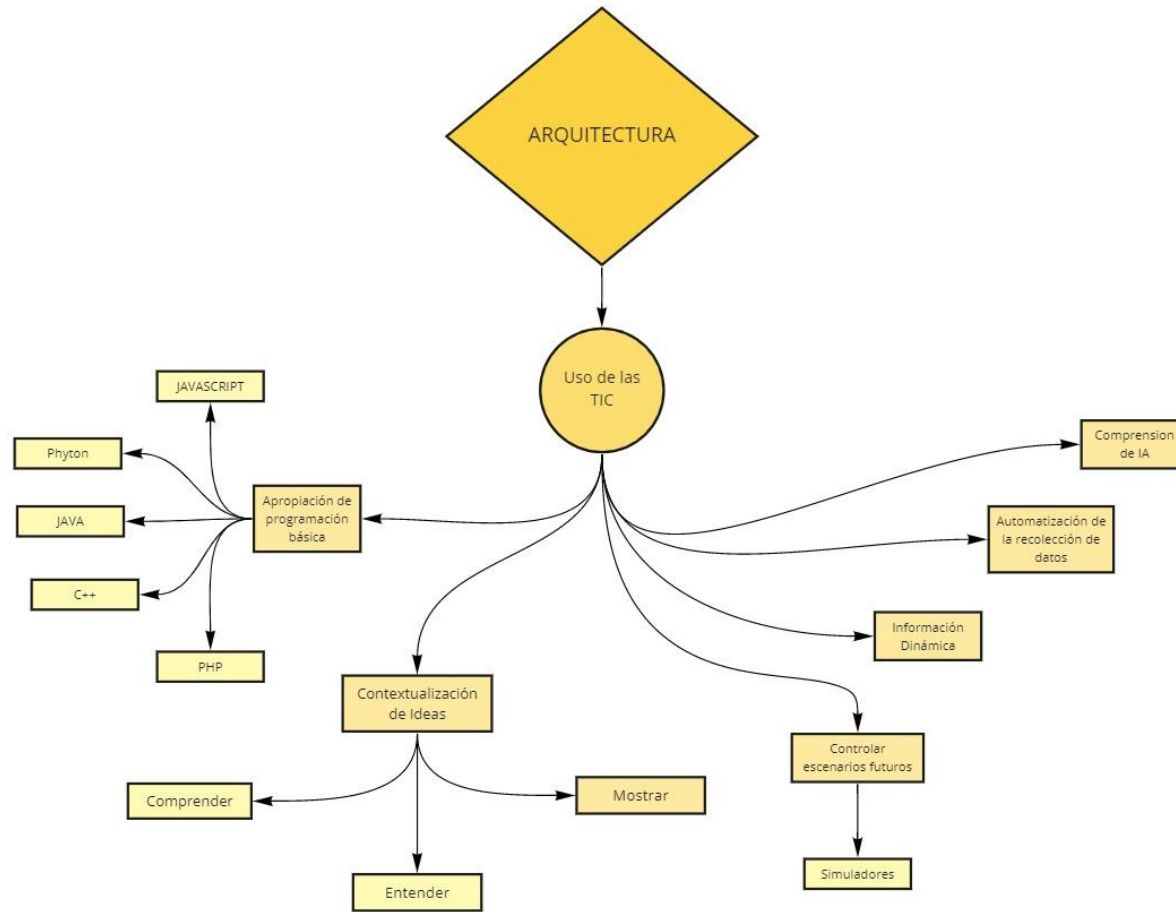 ARQUITECTURA
Uso de las
TIC
JAVASCRIPT
Phyton
JAVA
C++
PHP
Apropiación de
programación
básica
Comprension
de IA
Automatización de
la recolección de
datos
Información
Dinámica
Contextualización
de Ideas
Controlar
escenarios futuros
Comprender
Mostrar
Entender
Simuladores